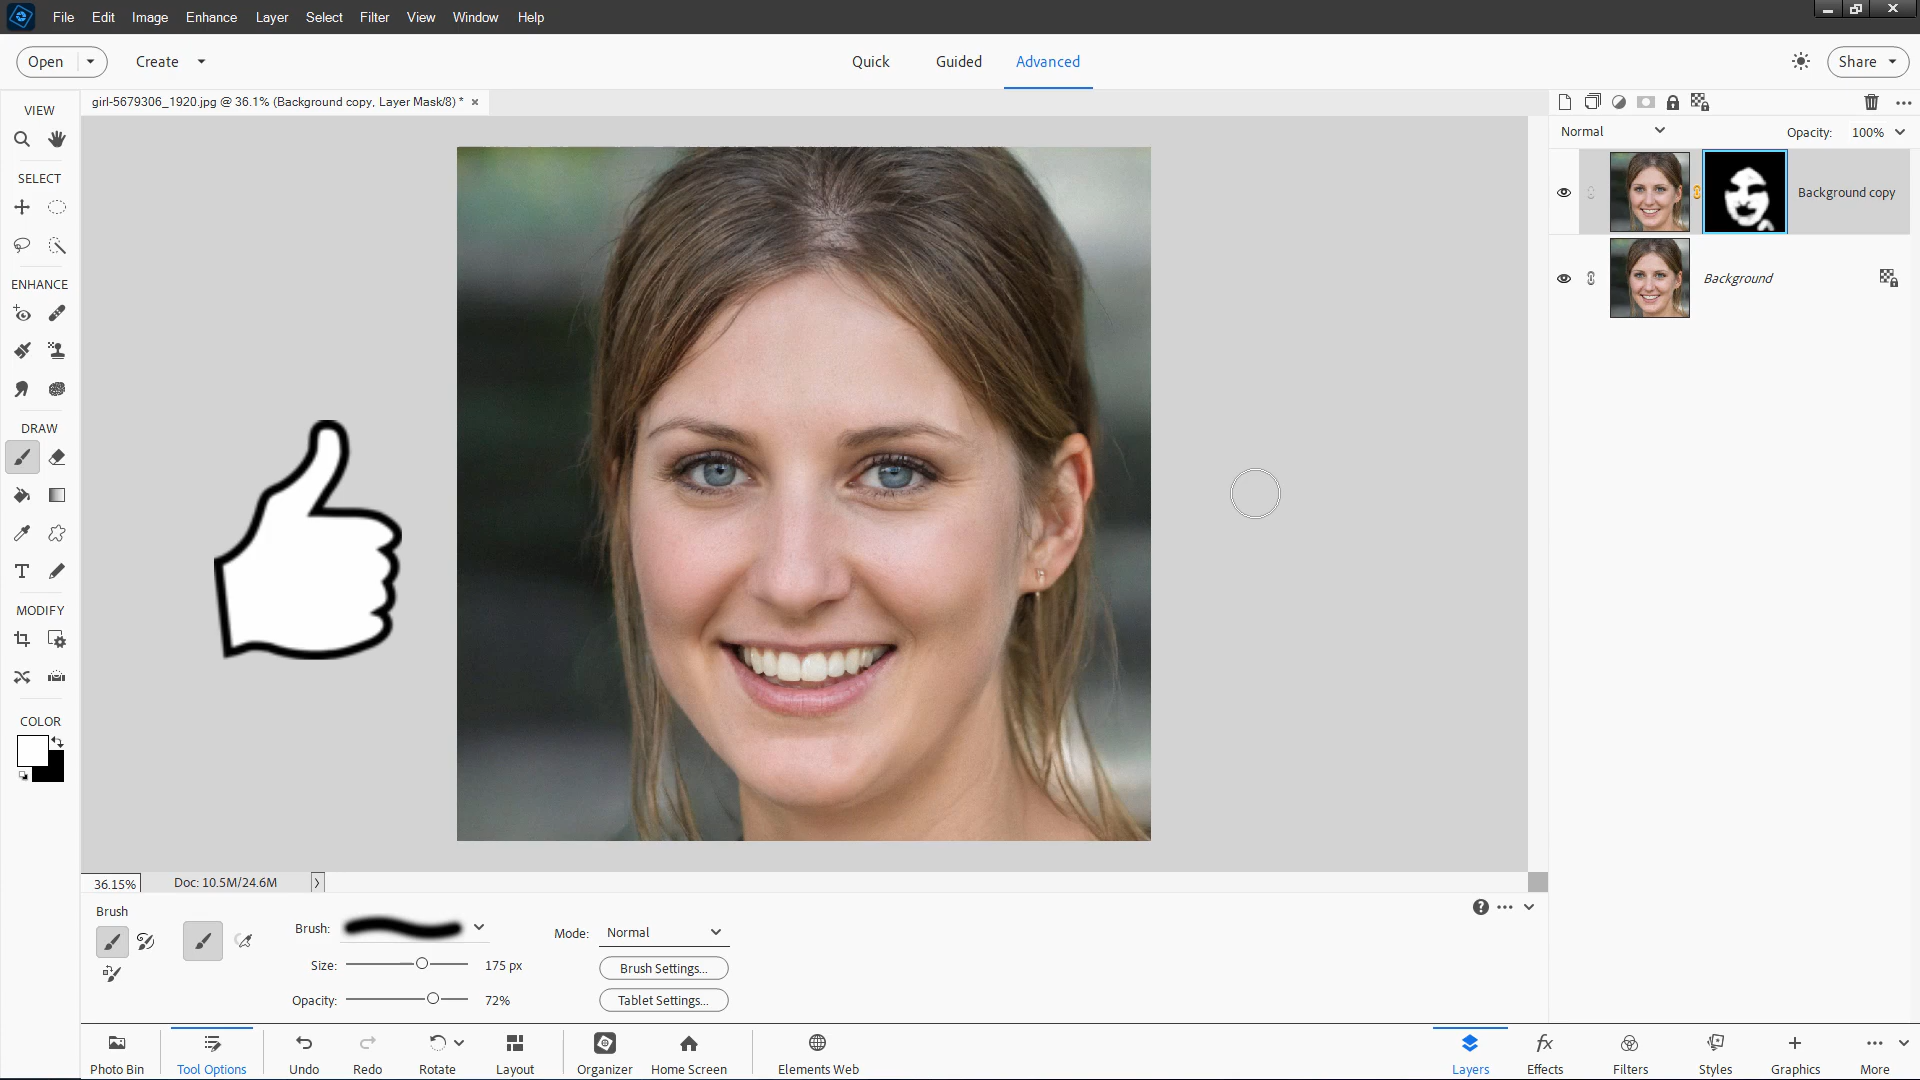 File Edit Image Enhance Layer Select Filter View Window Help
Open Create Quick Guided Advanced Share
VIEW
girl-5679306_1920.jpg @ 36.1% (Background copy, Layer Mask/8) * ×
Normal Opacity: 100%
SELECT
Background copy
ENHANCE
Background
DRAW
MODIFY
COLOR
36.15% Doc: 10.5M/24.6M
Brush
Brush:
Mode: Normal
Size: 175 px
Brush Settings...
Opacity: 72%
Tablet Settings...
Photo Bin Tool Options Undo Redo Rotate Layout Organizer Home Screen Elements Web Layers Effects Filters Styles Graphics More